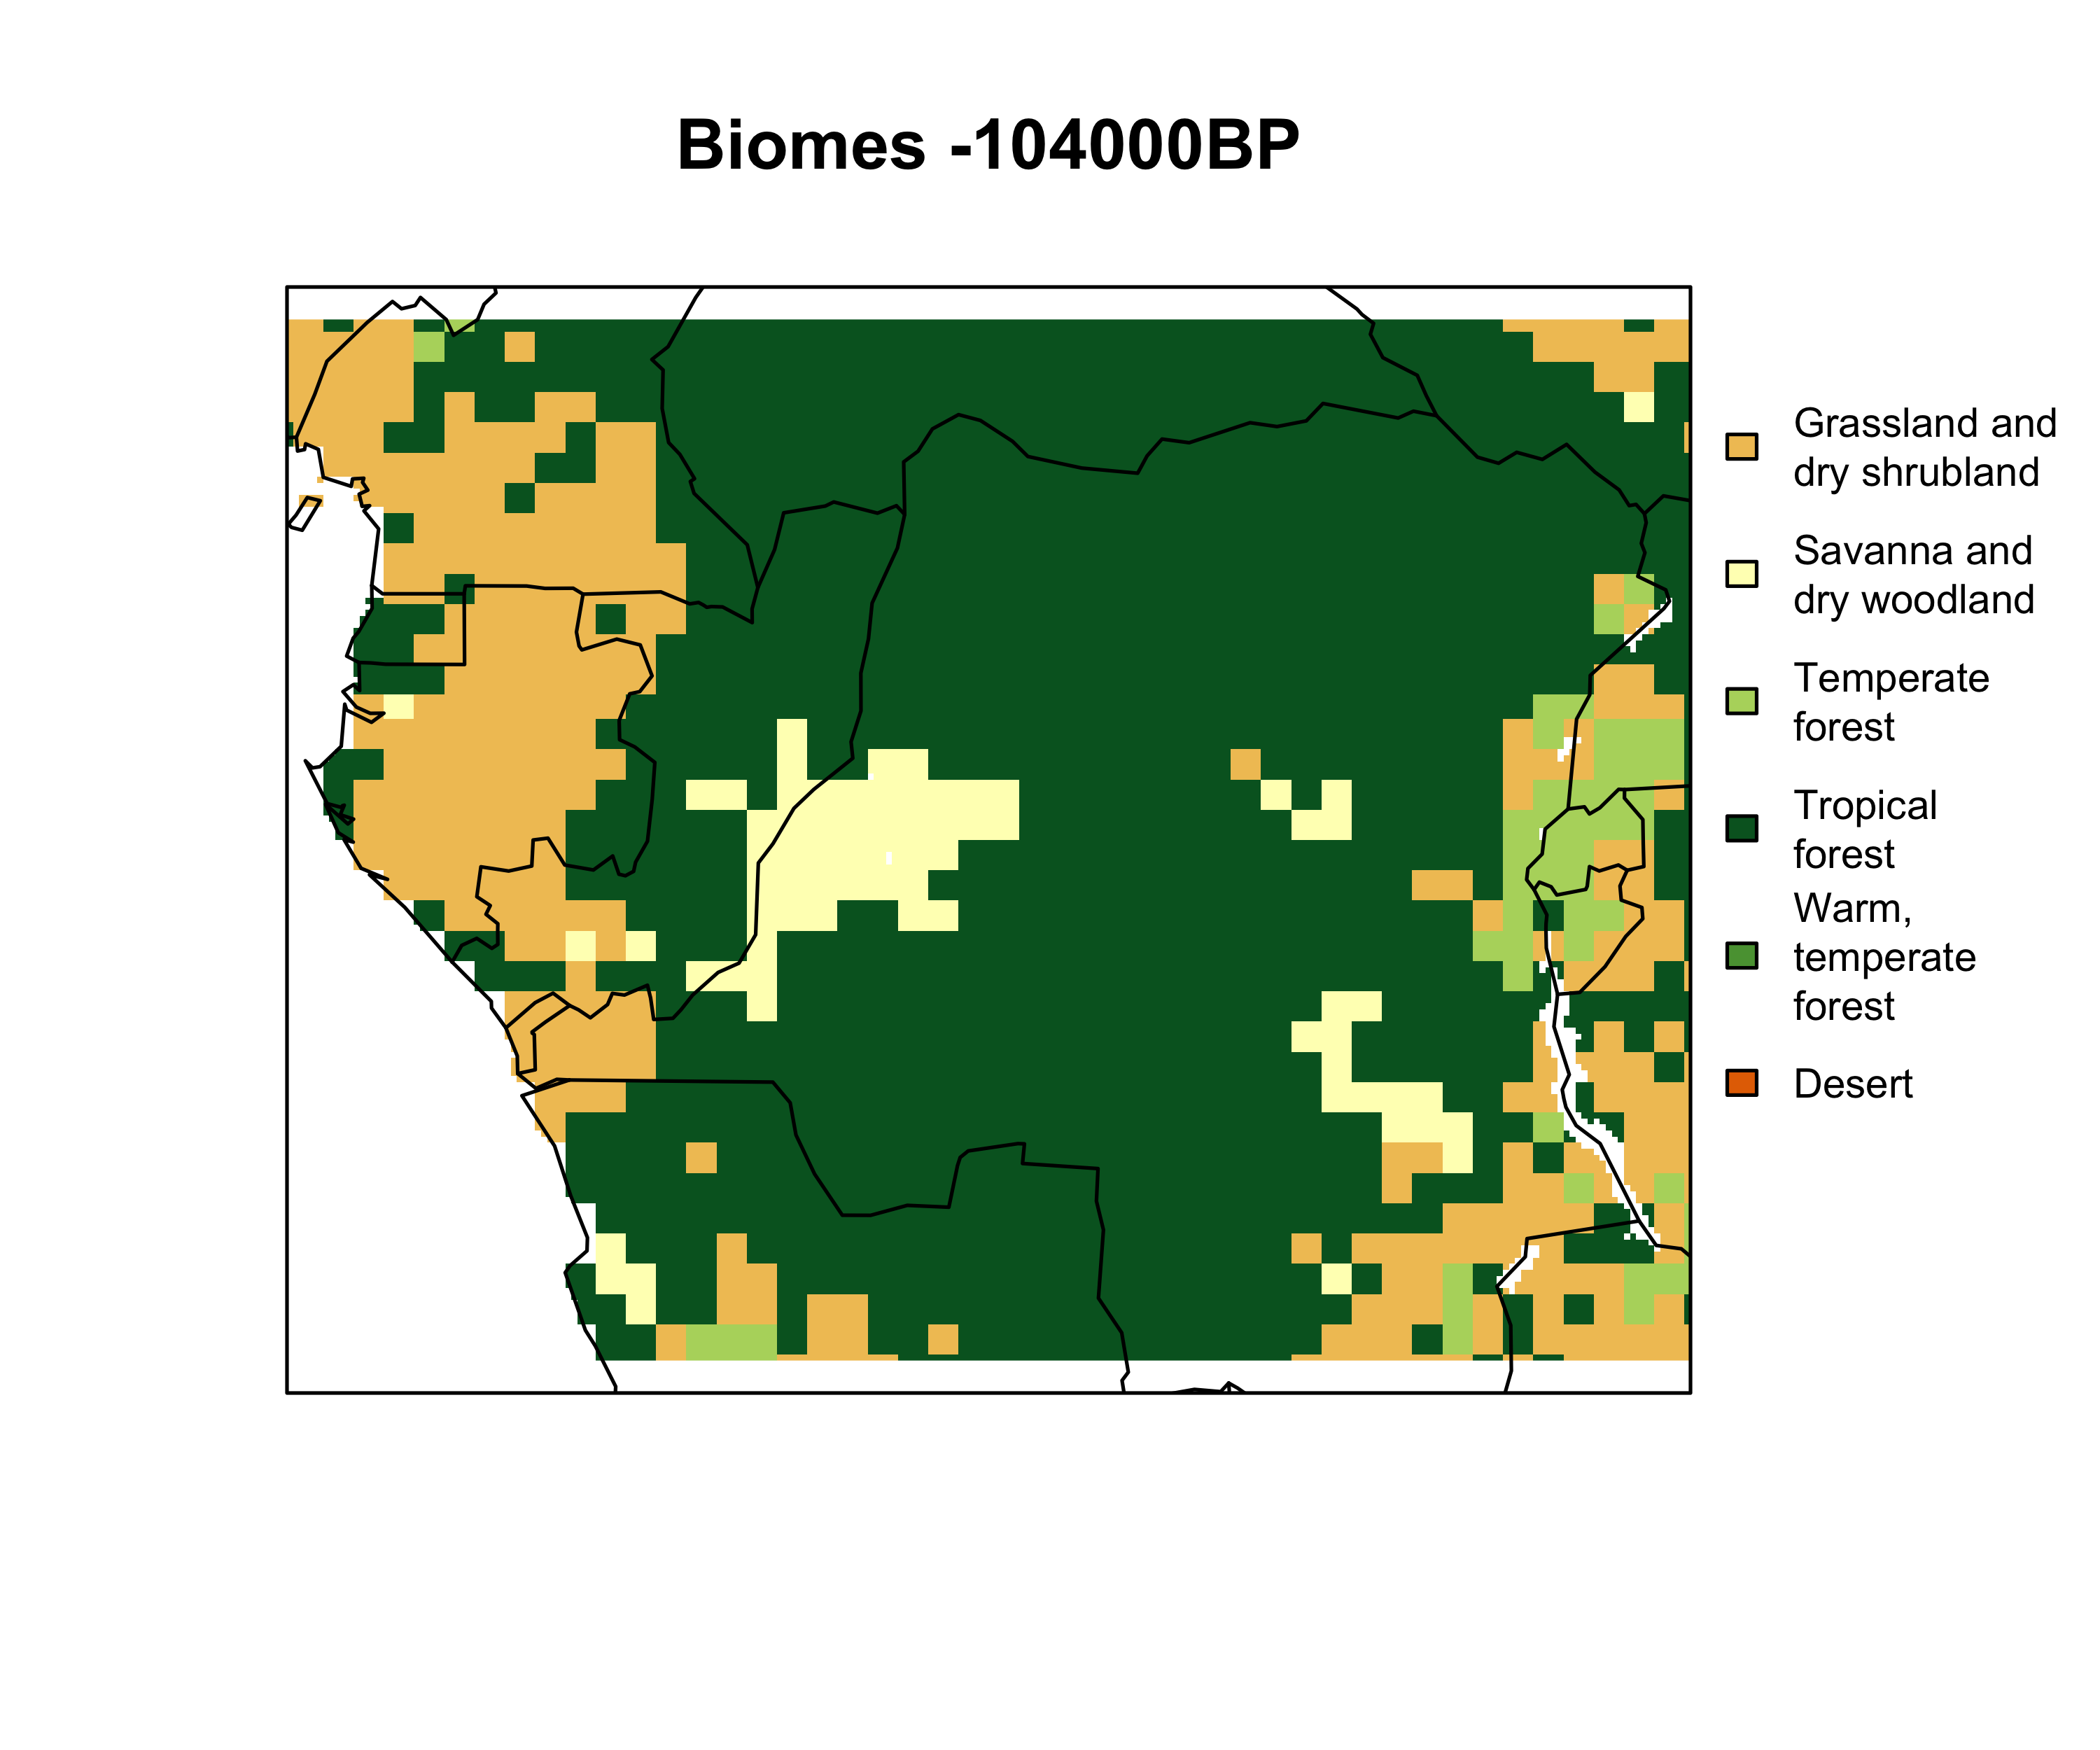 Biomes -104000BP
Grassland and
dry shrubland
Savanna and
dry woodland
Temperate
forest
Tropical
forest
Warm,
temperate
forest
Desert